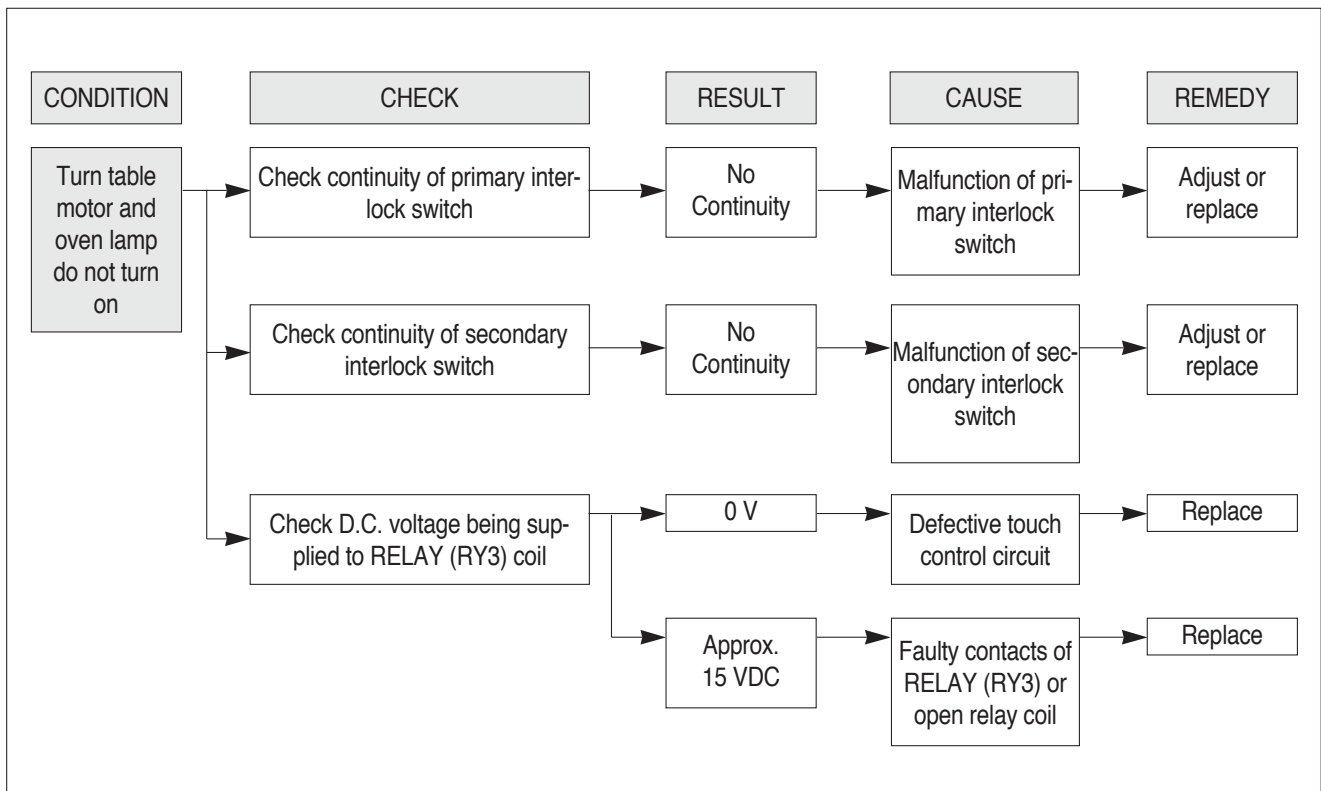 CONDITION
CHECK
RESULT
CAUSE
REMEDY
Turn table
motor and
oven lamp
do not turn
on
Check continuity of primary inter-
lock switch
No
Continuity
Malfunction of pri-
mary interlock
switch
Adjust or
replace
Check continuity of secondary
interlock switch
No
Continuity
Malfunction of sec-
ondary interlock
switch
Adjust or
replace
Check D.C. voltage being sup-
plied to RELAY (RY3) coil
0 V
Defective touch
control circuit
Replace
Approx.
15 VDC
Faulty contacts of
RELAY (RY3) or
open relay coil
Replace